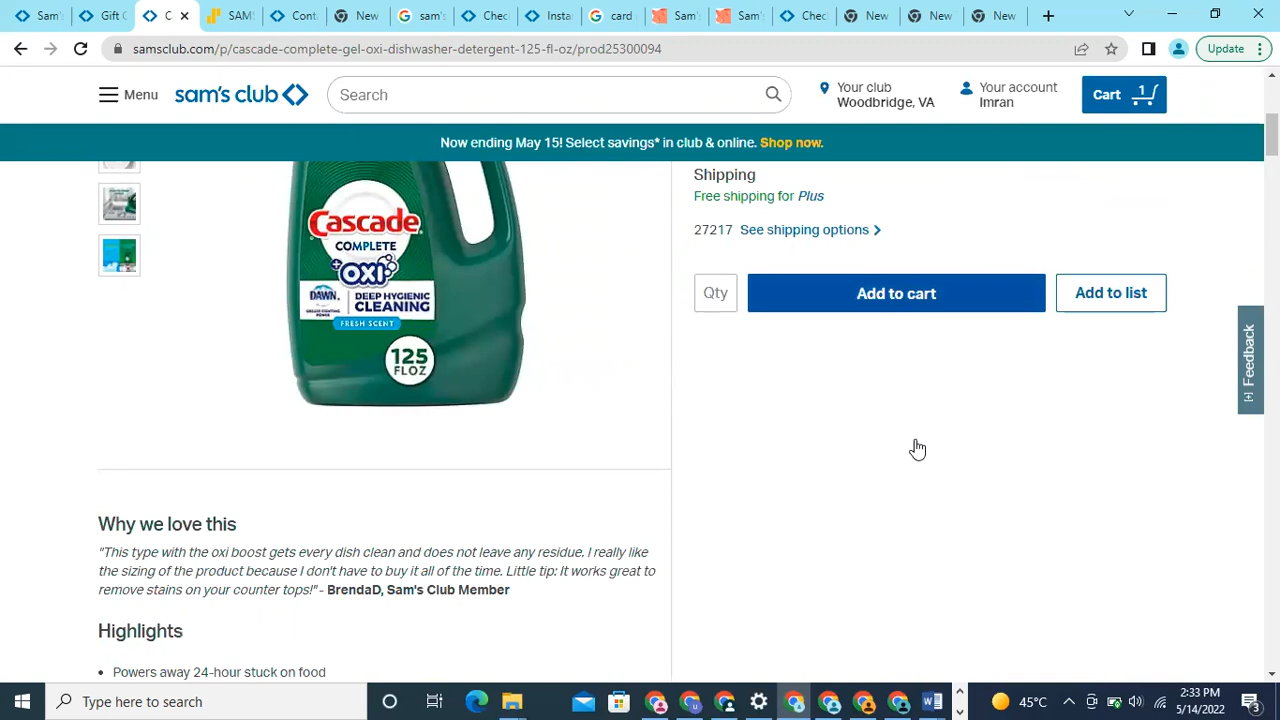 Sam'
Gift C
C
SAM
Cont
New
sam's
Chec
Instac
card
Sam'
Sam'
Chec
New
New
New
Update
samsclub.com/p/cascade-complete-gel-oxi-dishwasher-detergent-125-fl-oz/prod25300094
Menu
sam's club
Search
Your club
Woodbridge, VA
Your account
Imran
Cart 1
Now ending May 15! Select savings* in club & online. Shop now.
Cascade
COMPLETE
+OXi
DAWN
DEEP HYGIENIC
CLEANING
FRESH SCENT
125
FLOZ
Shipping
Free shipping for Plus
27217 See shipping options
Qty
Add to cart
Add to list
[+] Feedback
Why we love this
"This type with the oxi boost gets every dish clean and does not leave any residue. I really like
the sizing of the product because I don't have to buy it all of the time. Little tip: It works great to
remove stains on your counter tops!" - BrendaD, Sam's Club Member
Highlights
• Powers away 24-hour stuck on food
Type here to search
45°C
2:33 PM
5/14/2022
3